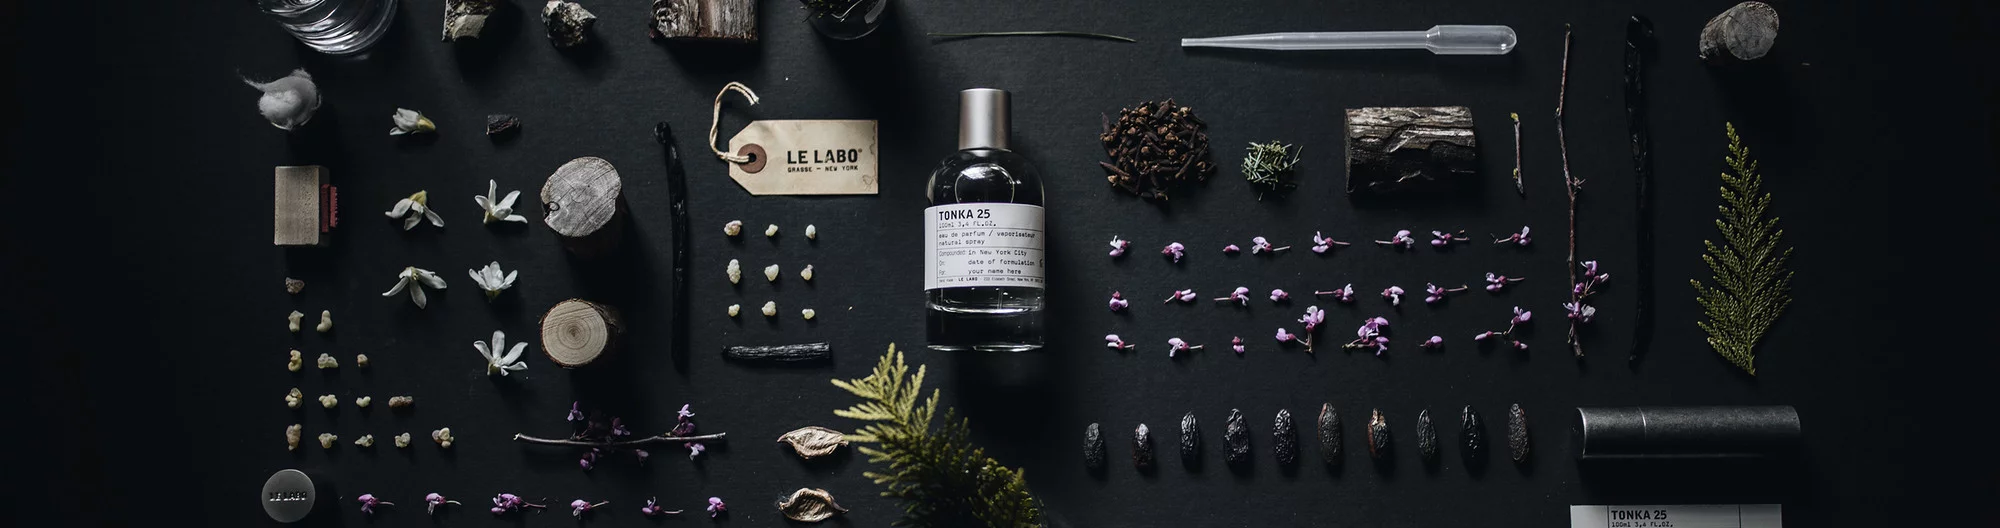 LE LABO®
GRASSE — NEW YORK
TONKA 25
100ml 3.4 FL.OZ.
eau de parfum / vaporisateur
natural spray
Compounded: in New York City
On: date of formulation
For: your name here
LE LABO
TONKA 25
100ml 3.4 FL.OZ.